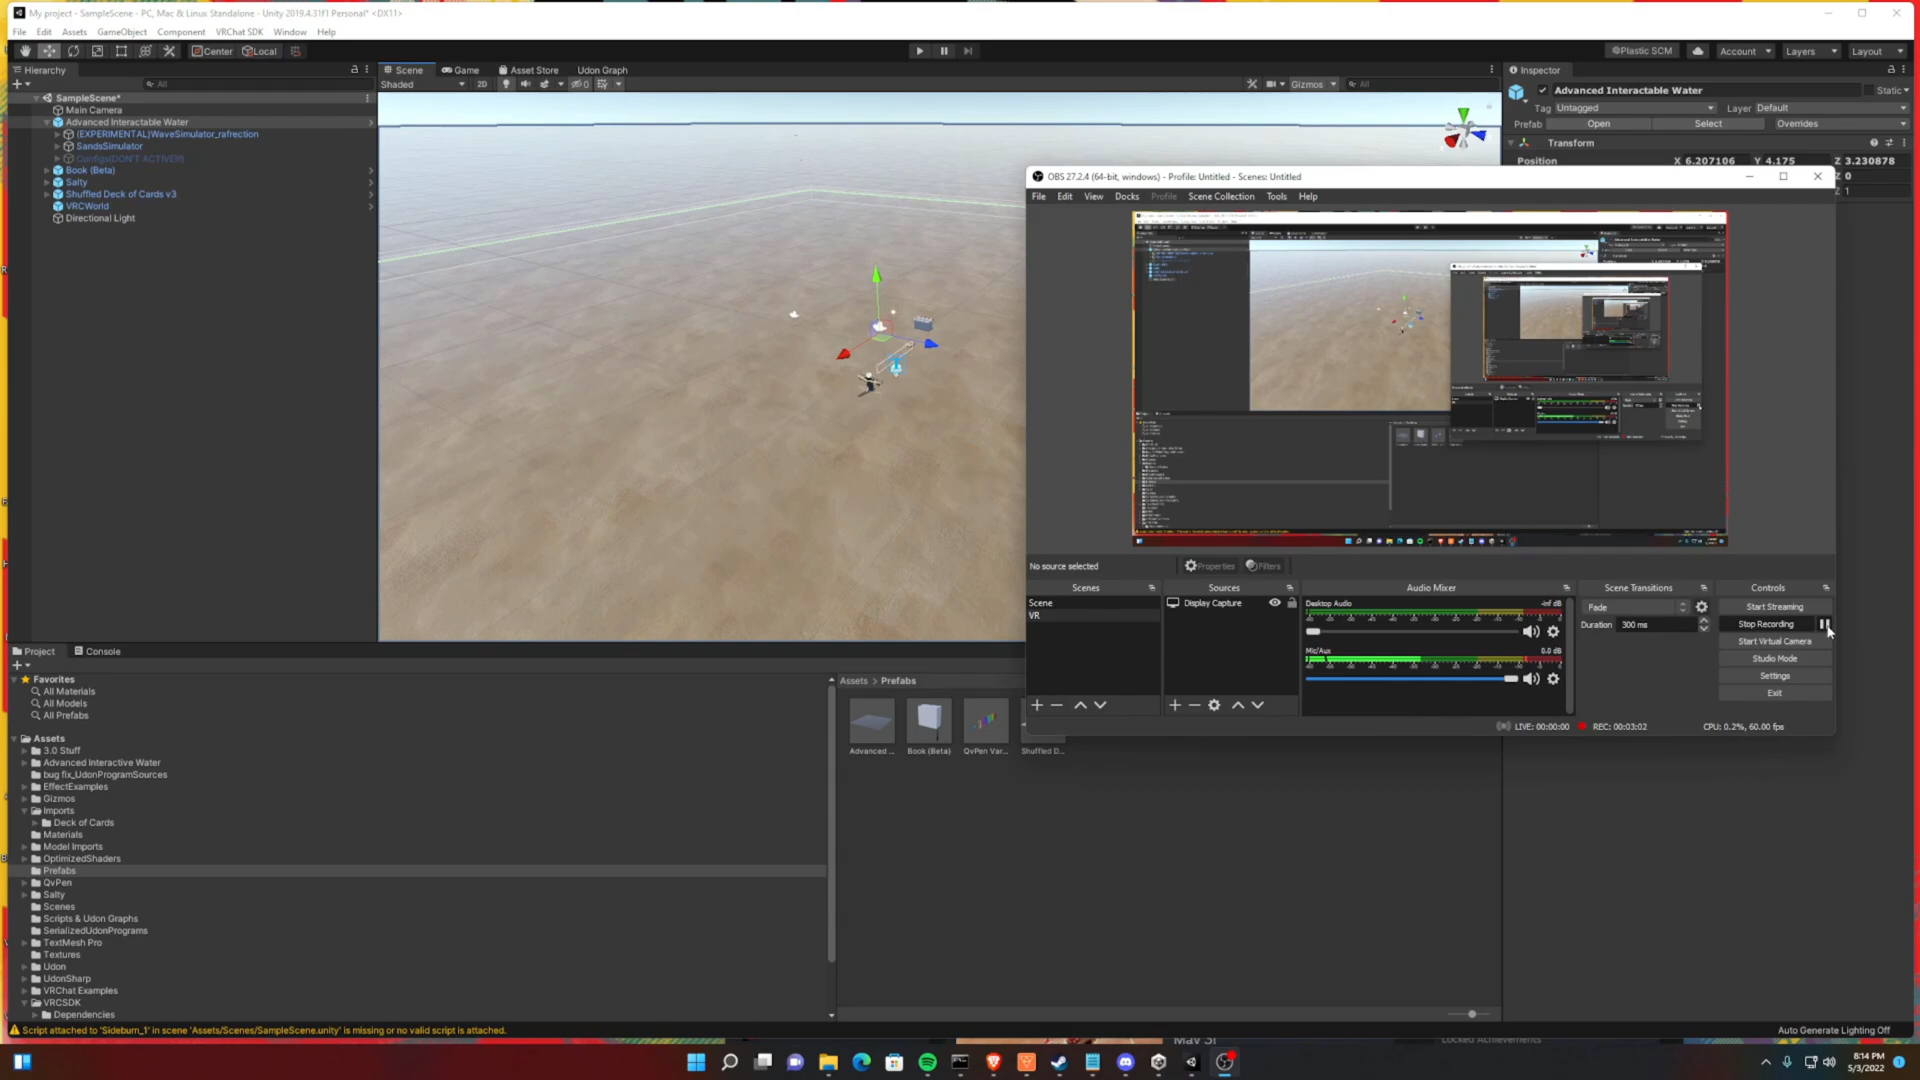 My project - SampleScene - PC, Mac & Linux Standalone - Unity 2019.4.31f1 Personal* <DX11>
File Edit Assets GameObject Component VRChat SDK Window Help
Center Local
Plastic SCM Account Layers Layout
Hierarchy
All
SampleScene*
Main Camera
Advanced Interactable Water
(EXPERIMENTAL)WaveSimulator_rafrection
SandsSimulator
Configs(DON'T ACTIVE!!!)
Book (Beta)
Salty
Shuffled Deck of Cards v3
VRCWorld
Directional Light
Scene Game Asset Store Udon Graph
Shaded 2D 0 Gizmos All
Inspector
Advanced Interactable Water Static
Tag Untagged Layer Default
Prefab Open Select Overrides
Transform
Position X 6.207106 Y 4.175 Z 3.230878
Z 0
Z 1
OBS 27.2.4 (64-bit, windows) - Profile: Untitled - Scenes: Untitled
File Edit View Docks Profile Scene Collection Tools Help
No source selected Properties Filters
Scenes Sources Audio Mixer Scene Transitions Controls
Scene
VR
Display Capture
Desktop Audio -inf dB
Mic/Aux 0.0 dB
Fade
Duration 300 ms
Start Streaming
Stop Recording
Start Virtual Camera
Studio Mode
Settings
Exit
LIVE: 00:00:00 REC: 00:03:02 CPU: 0.2%, 60.00 fps
Project Console
Favorites
All Materials
All Models
All Prefabs
Assets
3.0 Stuff
Advanced Interactive Water
bug fix_UdonProgramSources
EffectExamples
Gizmos
Imports
Deck of Cards
Materials
Model Imports
OptimizedShaders
Prefabs
QvPen
Salty
Scenes
Scripts & Udon Graphs
SerializedUdonPrograms
TextMesh Pro
Textures
Udon
UdonSharp
VRChat Examples
VRCSDK
Dependencies
Assets > Prefabs
Advanced ... Book (Beta) QvPen Var... Shuffled D...
Script attached to 'Sideburn_1' in scene 'Assets/Scenes/SampleScene.unity' is missing or no valid script is attached.
Auto Generate Lighting Off
8:14 PM
5/3/2022